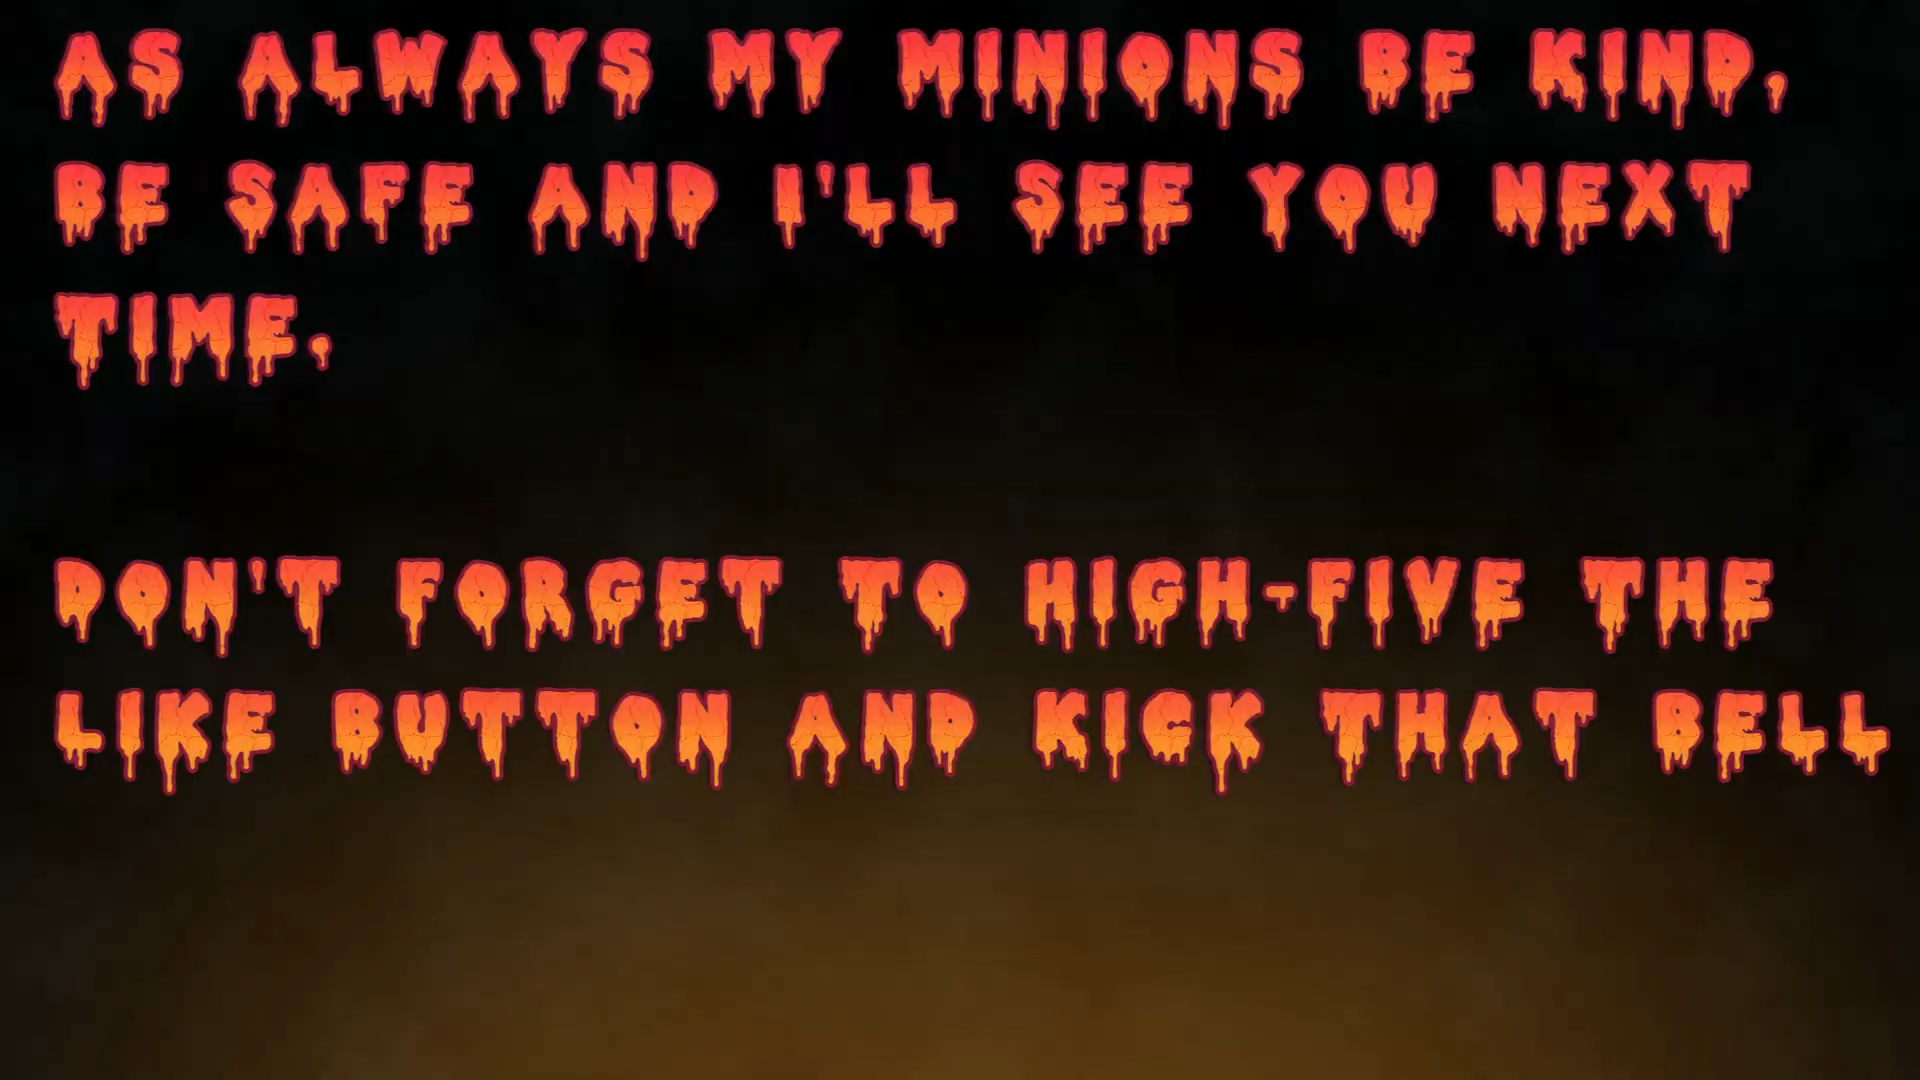 AS ALWAYS MY MINIONS BE KIND,
BE SAFE AND I'LL SEE YOU NEXT
TIME,
DON'T FORGET TO HIGH-FIVE THE
LIKE BUTTON AND KICK THAT BELL